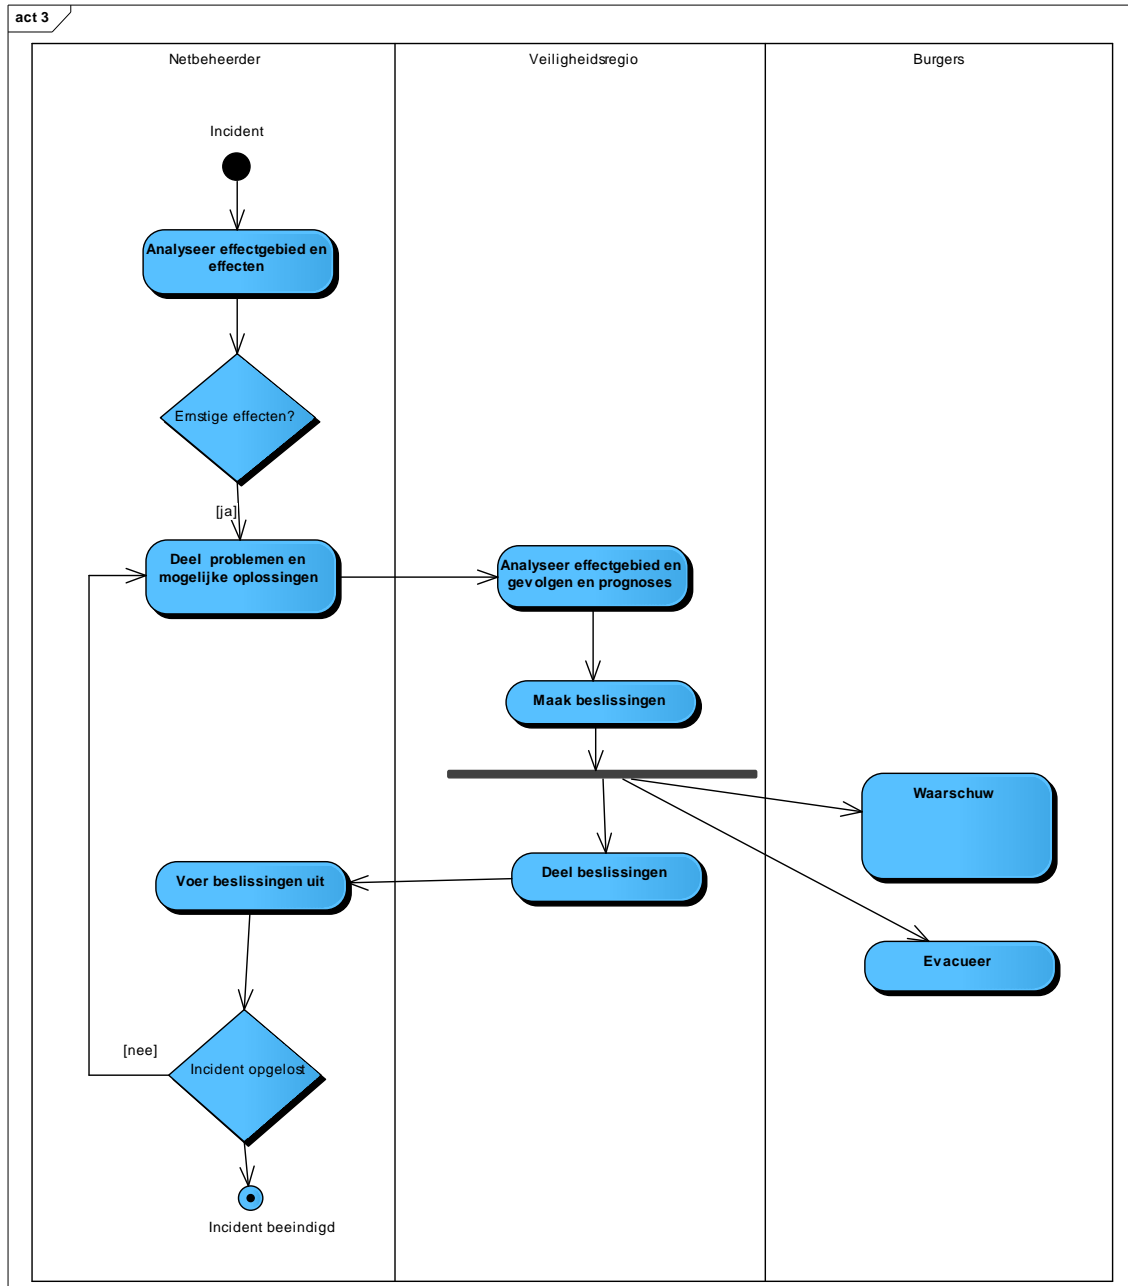 act 3
Netbeheerder
Veiligheidsregio
Burgers
Incident
Analyseer effectgebied en
effecten
Ernstige effecten?
[ja]
Deel problemen en
mogelijke oplossingen
Analyseer effectgebied en
gevolgen en prognoses
Maak beslissingen
Waarschuw
Voer beslissingen uit
Deel beslissingen
Evacueer
[nee]
Incident opgelost
Incident beeindigd